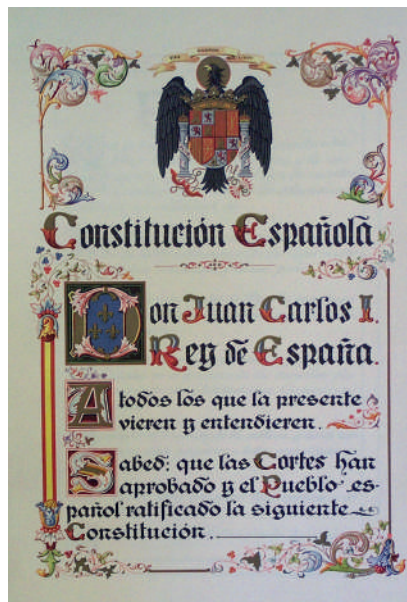 Constitución Española
Don Juan Carlos I.
Rey de España.
A todos los que la presente
vieren y entendieren.
Sabed: que las Cortes han
aprobado y el Pueblo es-
pañol ratificado la siguiente
Constitución.